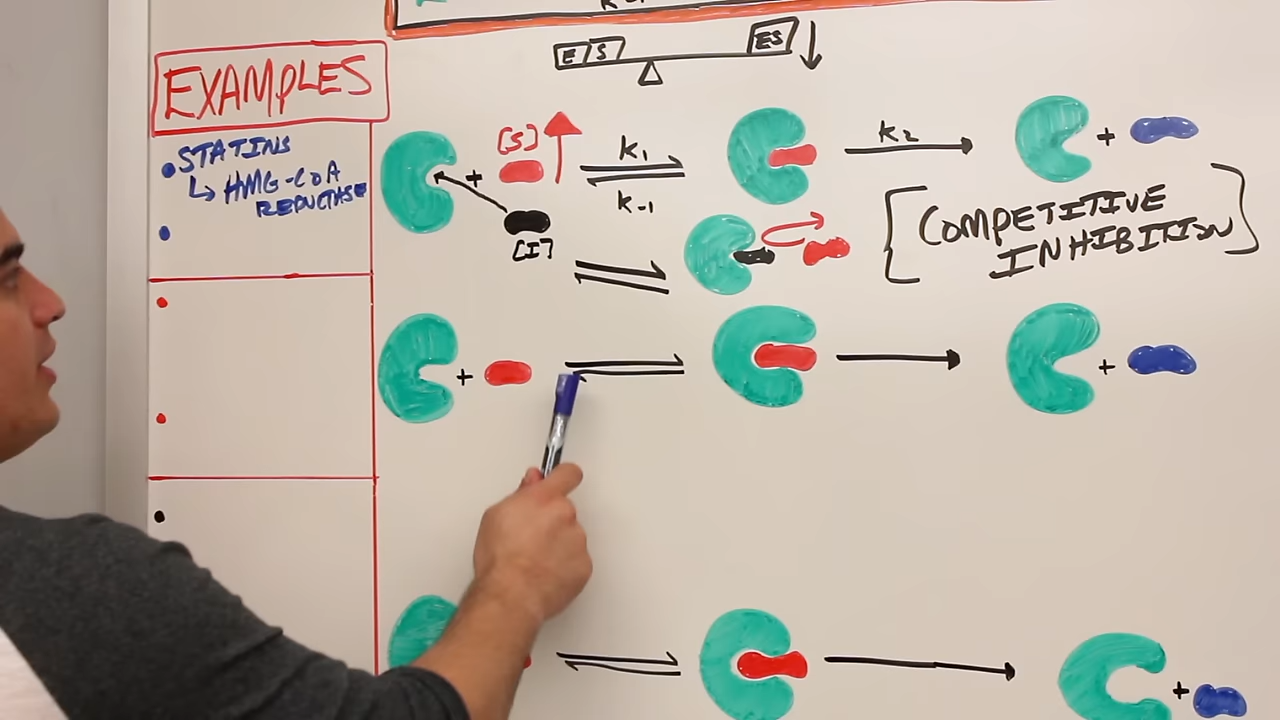 E/S
ES
EXAMPLES
• STATINS
↳ HMG-COA
REDUCTASE
[S]
+
k₁
k-1
k₂
+
[I]
[COMPETITIVE
INHIBITION]
+
+
+